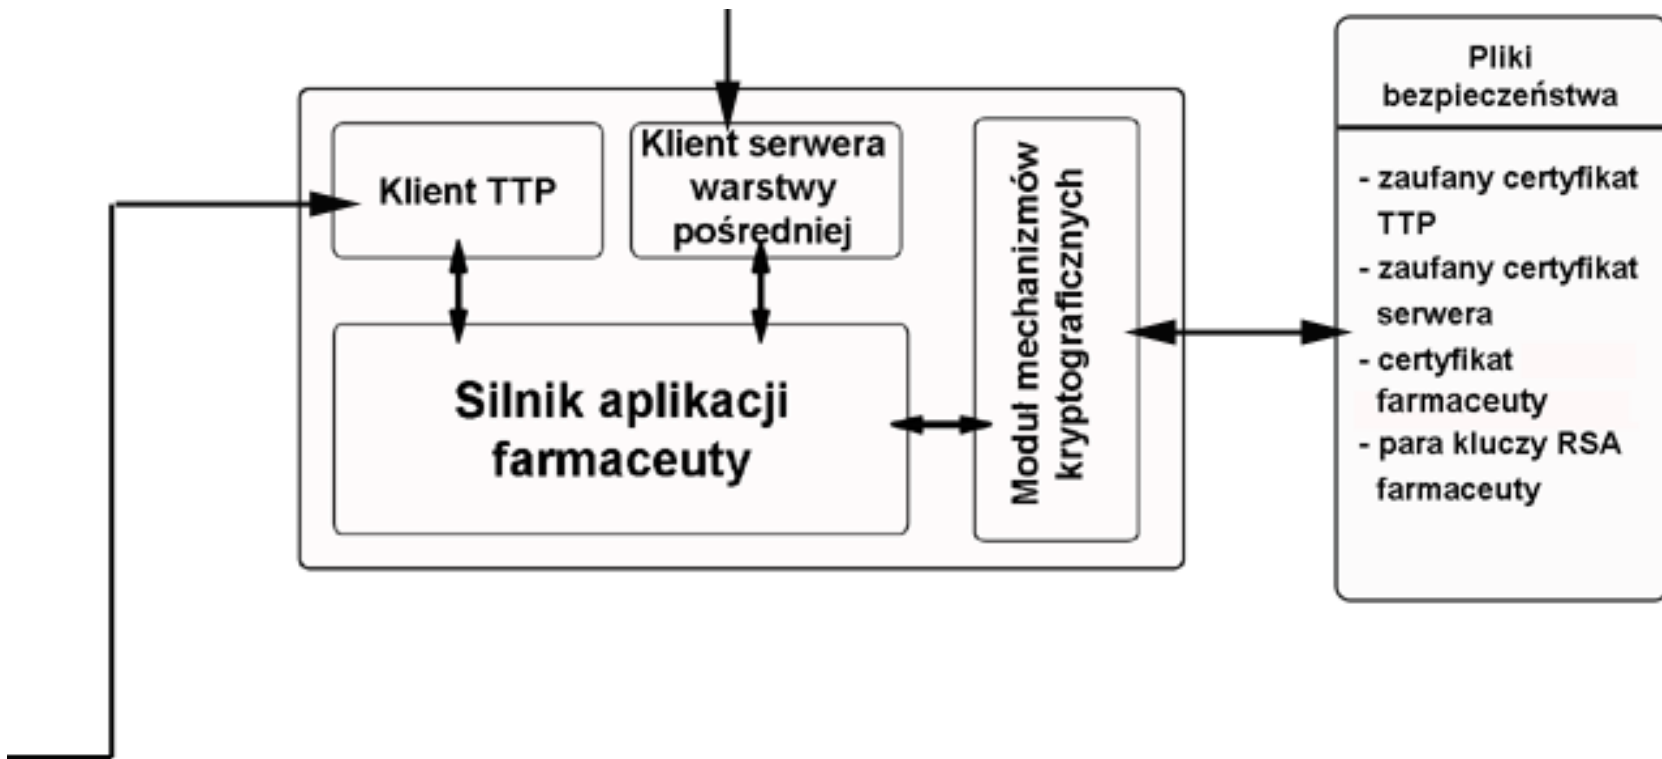 Klient TTP
Klient serwera
warstwy
pośredniej
Silnik aplikacji
farmaceuty
Moduł mechanizmów
kryptograficznych
Pliki
bezpieczeństwa
- zaufany certyfikat
TTP
- zaufany certyfikat
serwera
- certyfikat
farmaceuty
- para kluczy RSA
farmaceuty